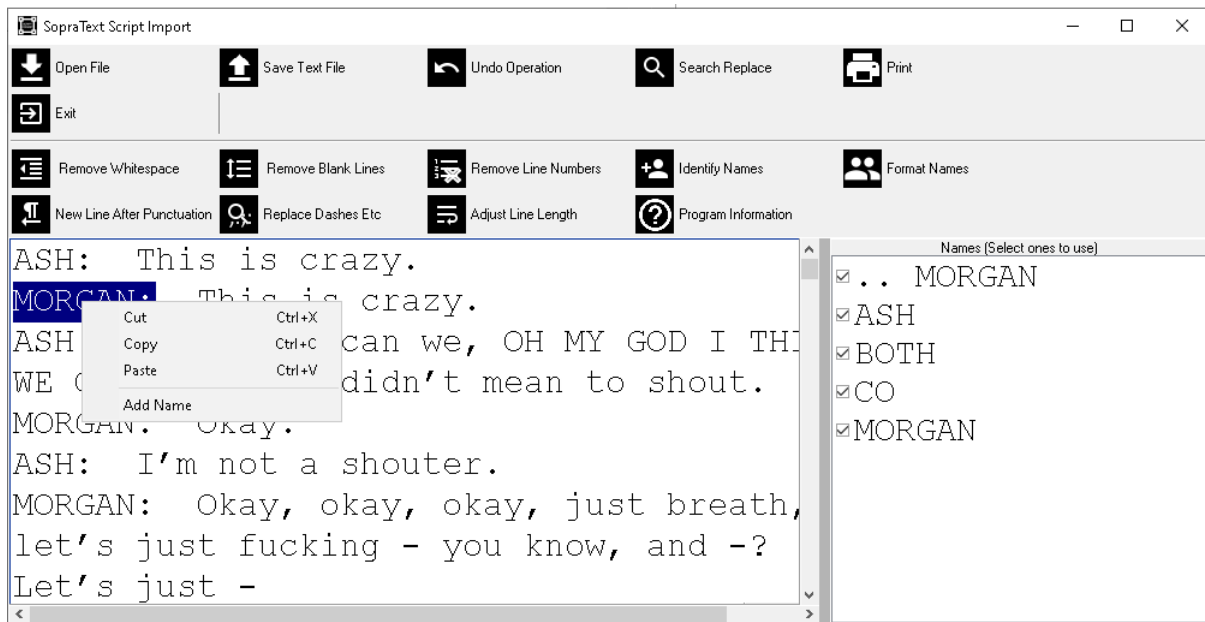 SopraText Script Import
Open File
Save Text File
Undo Operation
Search Replace
Print
Exit
Remove Whitespace
Remove Blank Lines
Remove Line Numbers
Identify Names
Format Names
New Line After Punctuation
Replace Dashes Etc
Adjust Line Length
Program Information
ASH:  This is crazy.
MORGAN:  This is crazy.
ASH can we, OH MY GOD I THI
WE didn't mean to shout.
MORGAN:  Okay.
ASH:  I'm not a shouter.
MORGAN:  Okay, okay, okay, just breath,
let's just fucking - you know, and -?
Let's just -
Cut Ctrl+X
Copy Ctrl+C
Paste Ctrl+V
Add Name
Names (Select ones to use)
.. MORGAN
ASH
BOTH
CO
MORGAN